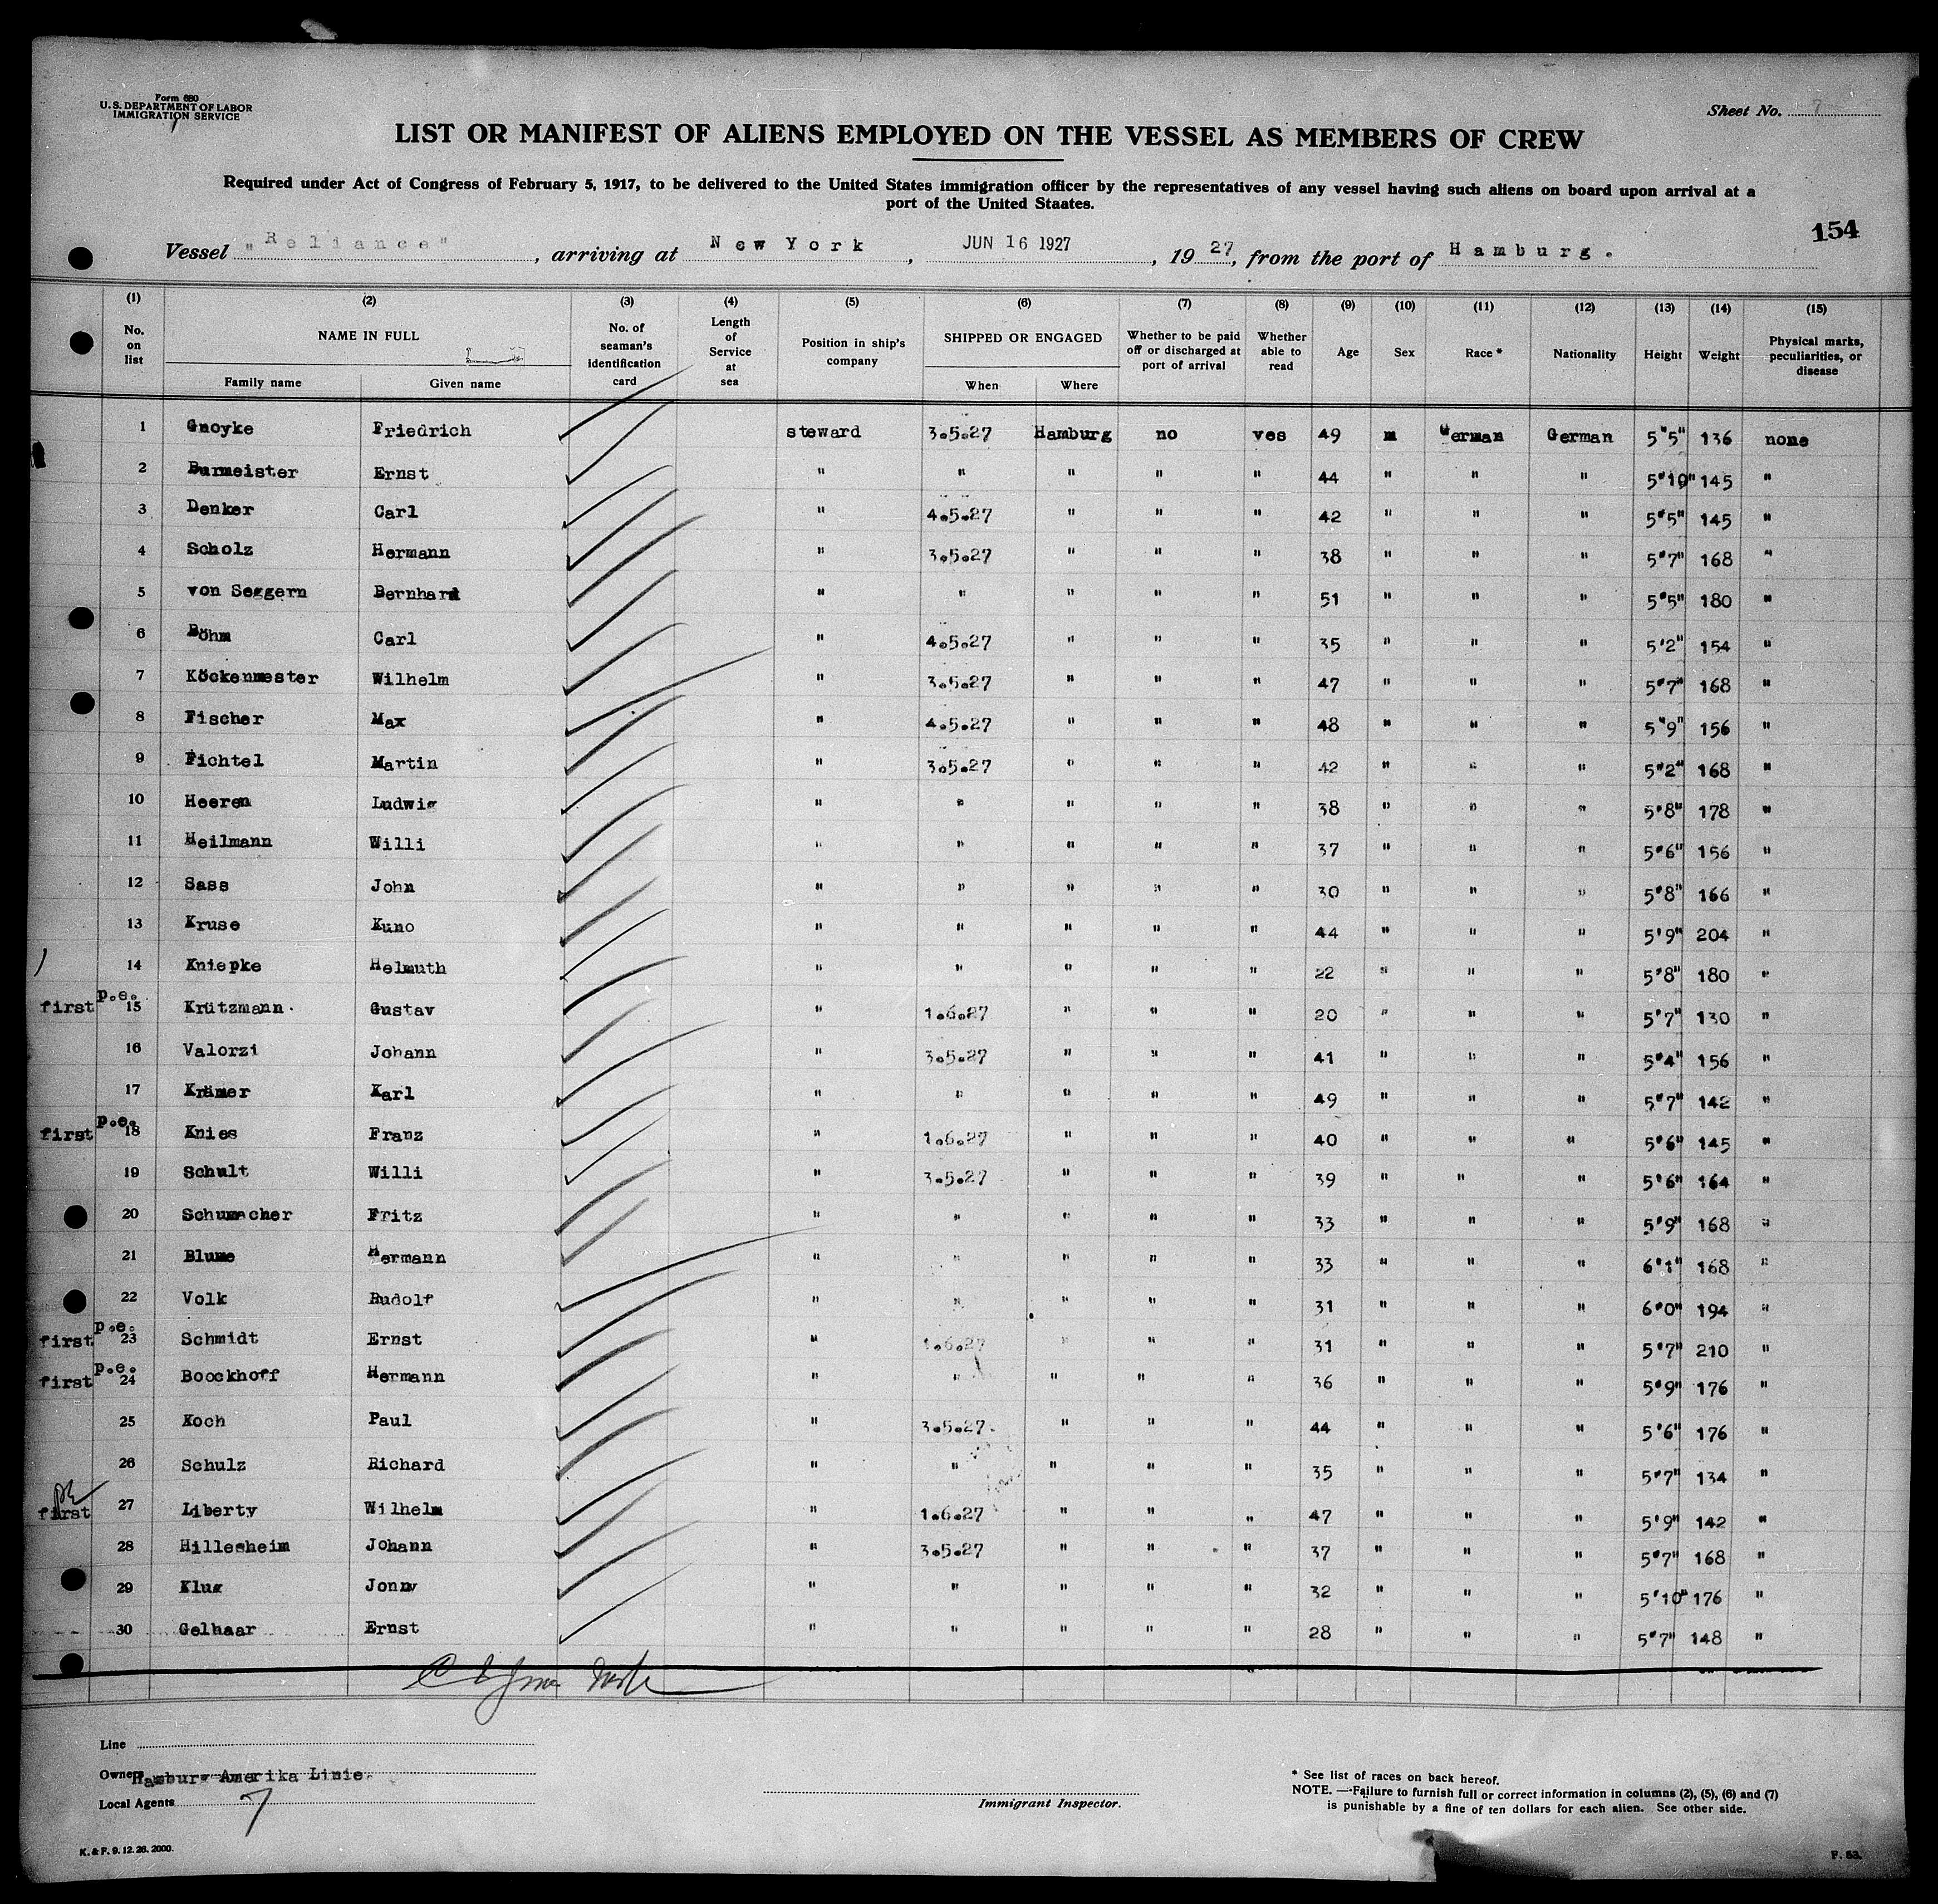 Form 680
U. S. DEPARTMENT OF LABOR
IMMIGRATION SERVICE
Sheet No. 7
LIST OR MANIFEST OF ALIENS EMPLOYED ON THE VESSEL AS MEMBERS OF CREW
Required under Act of Congress of February 5, 1917, to be delivered to the United States immigration officer by the representatives of any vessel having such aliens on board upon arrival at a
port of the United Staates.
154
Vessel "Reliance", arriving at New York, JUN 16 1927, 19 27, from the port of Hamburg.
(1) (2) (3) (4) (5) (6) (7) (8) (9) (10) (11) (12) (13) (14) (15)
No. on list NAME IN FULL Family name Given name No. of seaman's identification card Length of Service at sea Position in ship's company SHIPPED OR ENGAGED When Where Whether to be paid off or discharged at port of arrival Whether able to read Age Sex Race * Nationality Height Weight Physical marks, peculiarities, or disease
1 Gnoyke Friedrich steward 3.5.27 Hamburg no yes 49 m German German 5"5" 136 none
2 Burmeister Ernst " " " " " 44 " " " 5'10" 145 "
3 Denker Carl " 4.5.27 " " " 42 " " " 5'5" 145 "
4 Scholz Hermann " 3.5.27 " " " 38 " " " 5'7" 168 "
5 von Seggern Bernhard " " " " " 51 " " " 5'5" 180 "
6 Böhm Carl " 4.5.27 " " " 35 " " " 5'2" 154 "
7 Köckenmester Wilhelm " 3.5.27 " " " 47 " " " 5'7" 168 "
8 Fischer Max " 4.5.27 " " " 48 " " " 5"9" 156 "
9 Fichtel Martin " 3.5.27 " " " 42 " " " 5'2" 168 "
10 Heeren Ludwig " " " " " 38 " " " 5'8" 178 "
11 Heilmann Willi " " " " " 37 " " " 5'6" 156 "
12 Sass John " " " " " 30 " " " 5'8" 166 "
13 Kruse Kuno " " " " " 44 " " " 5'9" 204 "
14 Kniepke Helmuth " " " " " 22 " " " 5'8" 180 "
first p.e. 15 Krützmann Gustav " 1.6.27 " " " 20 " " " 5'7" 130 "
16 Valorzi Johann " 3.5.27 " " " 41 " " " 5'4" 156 "
17 Krämer Karl " " " " " 49 " " " 5'7" 142 "
first p.e. 18 Knies Franz " 1.6.27 " " " 40 " " " 5'6" 145 "
19 Schult Willi " 3.5.27 " " " 39 " " " 5'6" 164 "
20 Schumacher Fritz " " " " " 33 " " " 5'9" 168 "
21 Blume Hermann " " " " " 33 " " " 6'1" 168 "
22 Volk Rudolf " " " " " 31 " " " 6'0" 194 "
first p.e. 23 Schmidt Ernst " 1.6.27 " " " 31 " " " 5'7" 210 "
first p.e. 24 Boockhoff Hermann " " " " " 36 " " " 5'9" 176 "
25 Koch Paul " 3.5.27. " " " 44 " " " 5'6" 176 "
26 Schulz Richard " " " " " 35 " " " 5'7" 134 "
first pe 27 Liberty Wilhelm " 1.6.27 " " " 47 " " " 5'9" 142 "
28 Hillesheim Johann " 3.5.27 " " " 37 " " " 5'7" 168 "
29 Klug Jonny " " " " " 32 " " " 5'10" 176 "
30 Gelhaar Ernst " " " " " 28 " " " 5'7" 148 "
Line
Owners Hamburg-Amerika Linie.
Local Agents 7
Immigrant Inspector.
* See list of races on back hereof.
NOTE. — Failure to furnish full or correct information in columns (2), (5), (6) and (7)
is punishable by a fine of ten dollars for each alien. See other side.
K. & F. 9. 12. 26. 2000.
F. 53.